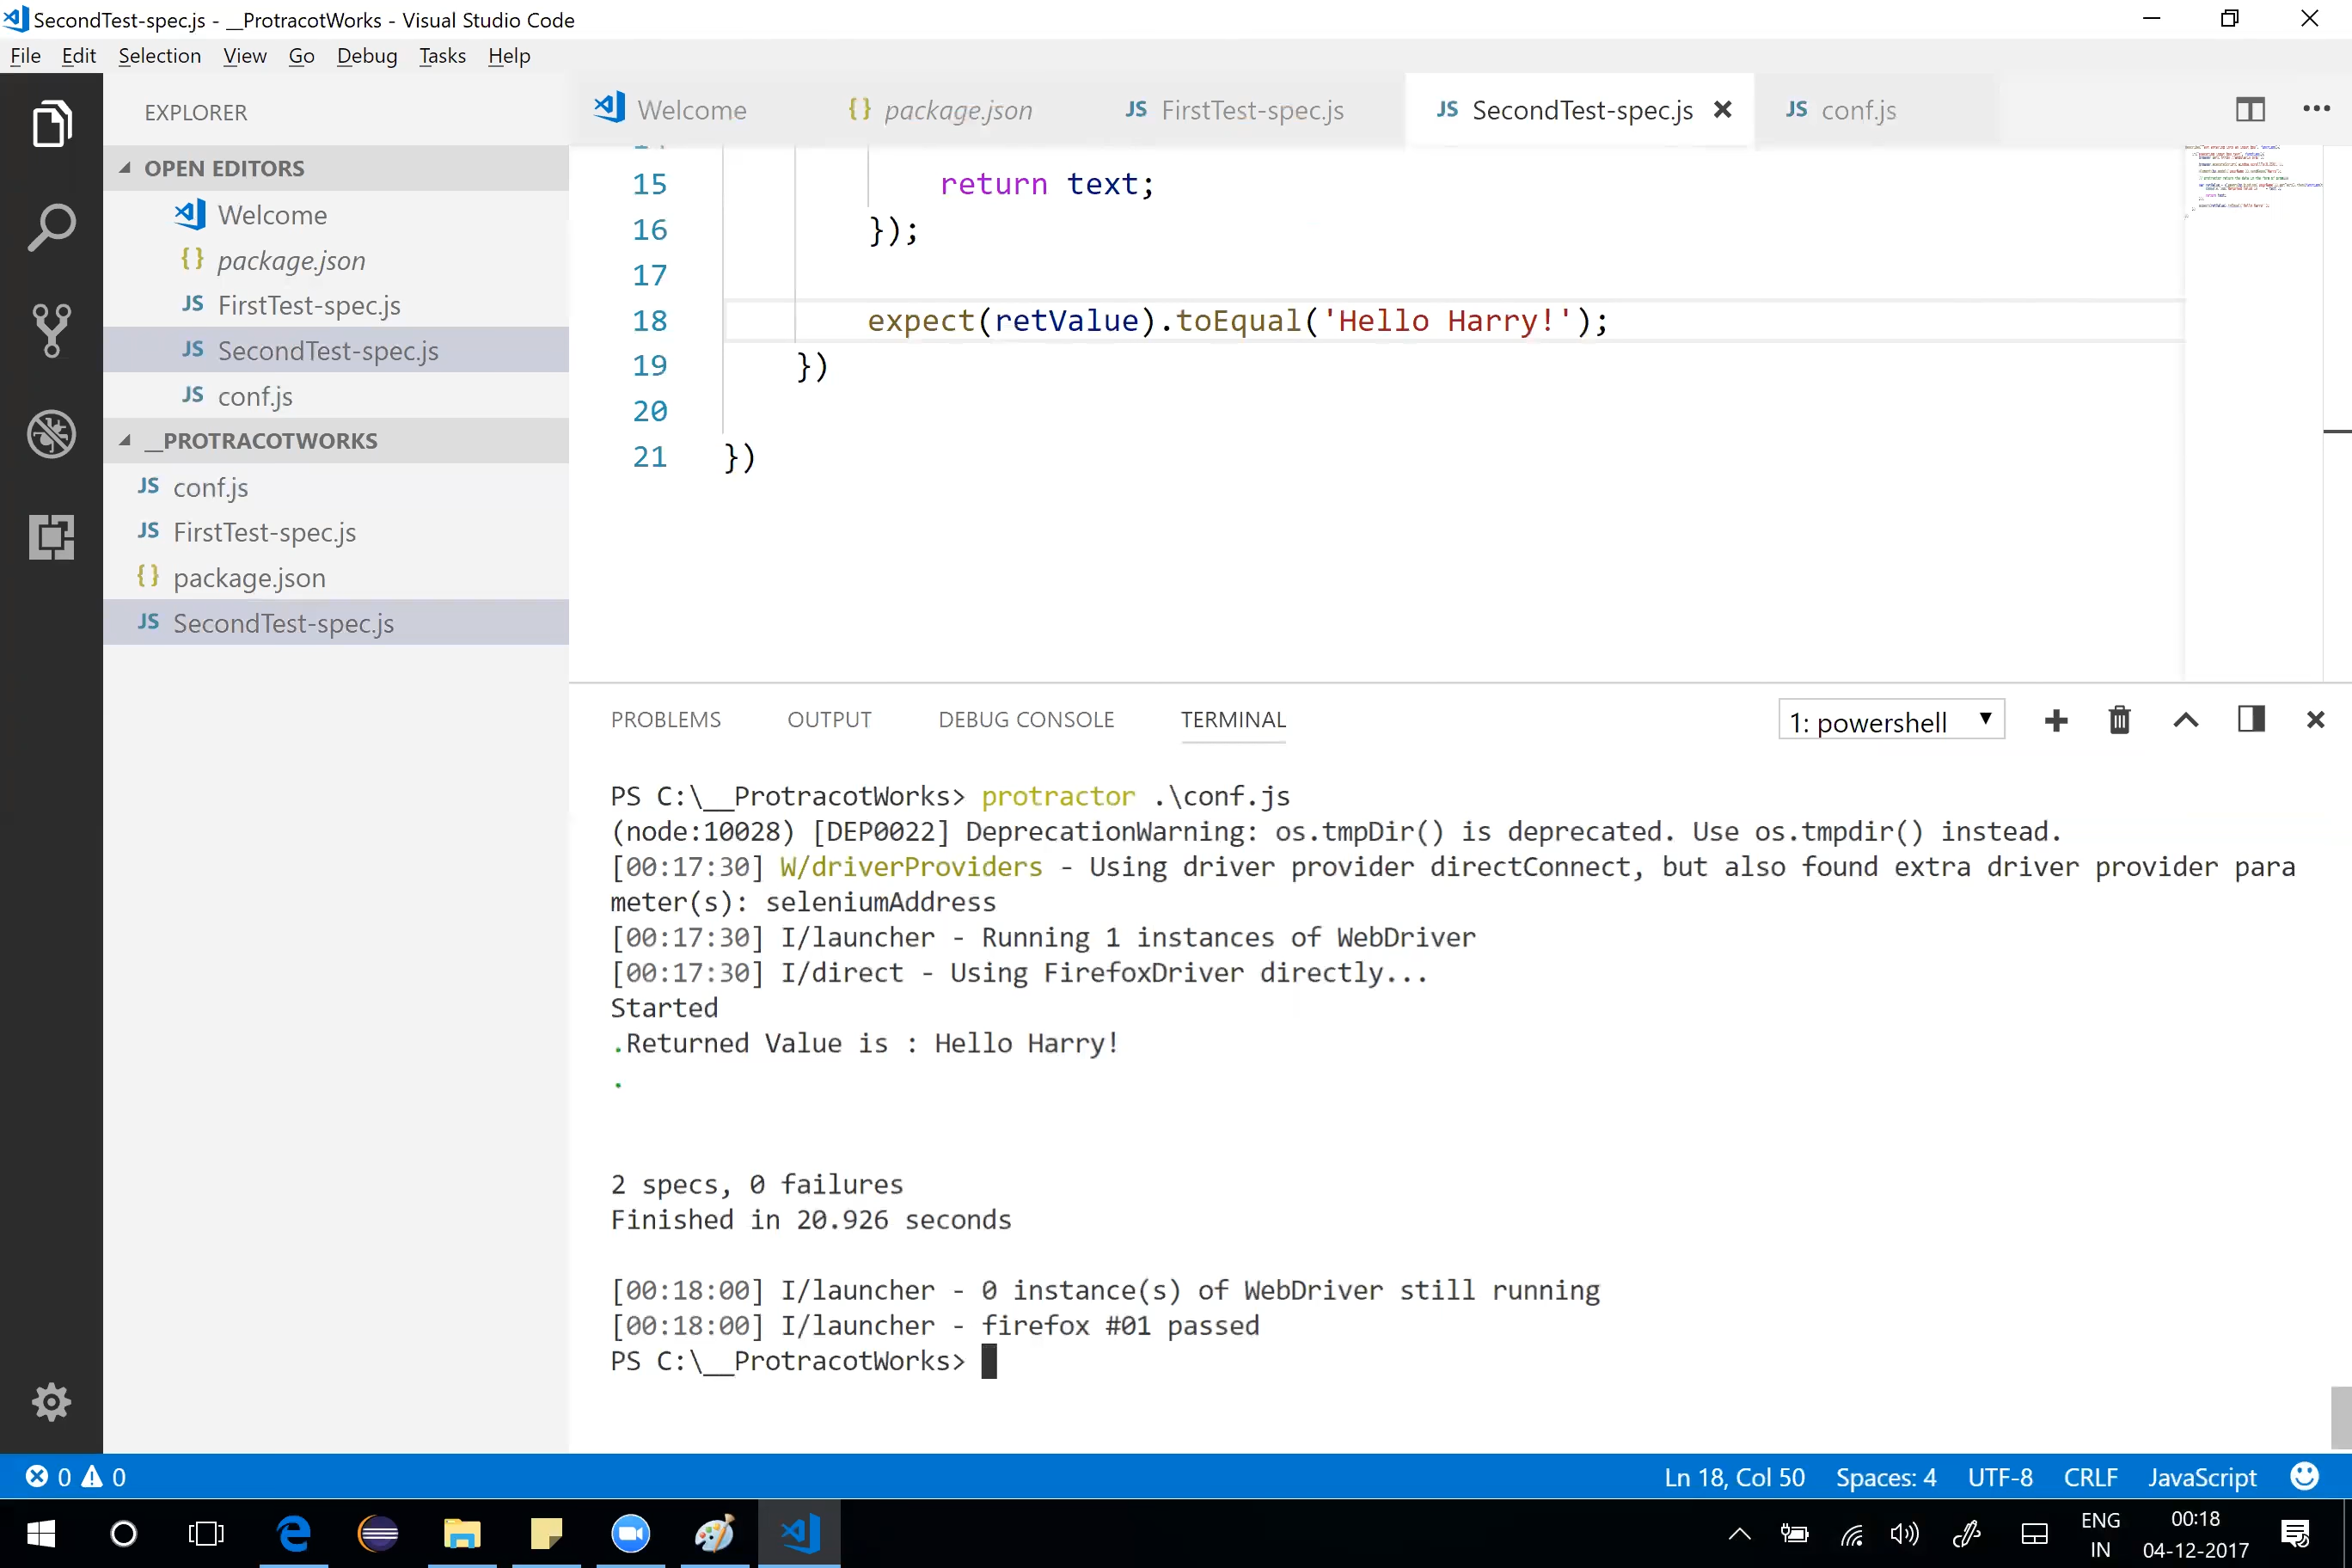 SecondTest-spec.js - __ProtracotWorks - Visual Studio Code
File Edit Selection View Go Debug Tasks Help
EXPLORER
OPEN EDITORS
Welcome
{} package.json
JS FirstTest-spec.js
JS SecondTest-spec.js
JS conf.js
__PROTRACOTWORKS
JS conf.js
JS FirstTest-spec.js
{} package.json
JS SecondTest-spec.js
Welcome {} package.json JS FirstTest-spec.js JS SecondTest-spec.js JS conf.js
15 return text;
16 });
17
18 expect(retValue).toEqual('Hello Harry!');
19 })
20
21 })
PROBLEMS OUTPUT DEBUG CONSOLE TERMINAL 1: powershell
PS C:\__ProtracotWorks> protractor .\conf.js
(node:10028) [DEP0022] DeprecationWarning: os.tmpDir() is deprecated. Use os.tmpdir() instead.
[00:17:30] W/driverProviders - Using driver provider directConnect, but also found extra driver provider para
meter(s): seleniumAddress
[00:17:30] I/launcher - Running 1 instances of WebDriver
[00:17:30] I/direct - Using FirefoxDriver directly...
Started
.Returned Value is : Hello Harry!
.
2 specs, 0 failures
Finished in 20.926 seconds
[00:18:00] I/launcher - 0 instance(s) of WebDriver still running
[00:18:00] I/launcher - firefox #01 passed
PS C:\__ProtracotWorks>
0 0 Ln 18, Col 50 Spaces: 4 UTF-8 CRLF JavaScript
ENG 00:18
IN 04-12-2017